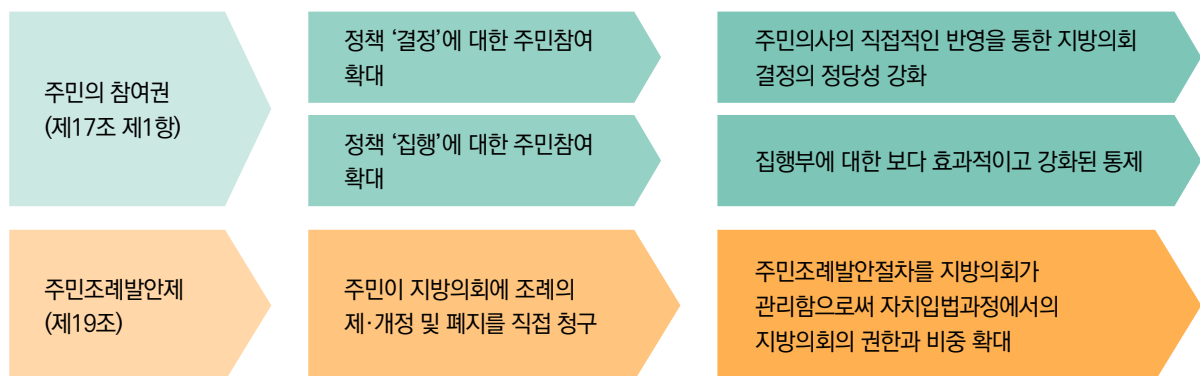 주민의 참여권
(제17조 제1항)
정책 ‘결정’에 대한 주민참여
확대
주민의사의 직접적인 반영을 통한 지방의회
결정의 정당성 강화
정책 ‘집행’에 대한 주민참여
확대
집행부에 대한 보다 효과적이고 강화된 통제
주민조례발안제
(제19조)
주민이 지방의회에 조례의
제·개정 및 폐지를 직접 청구
주민조례발안절차를 지방의회가
관리함으로써 자치입법과정에서의
지방의회의 권한과 비중 확대